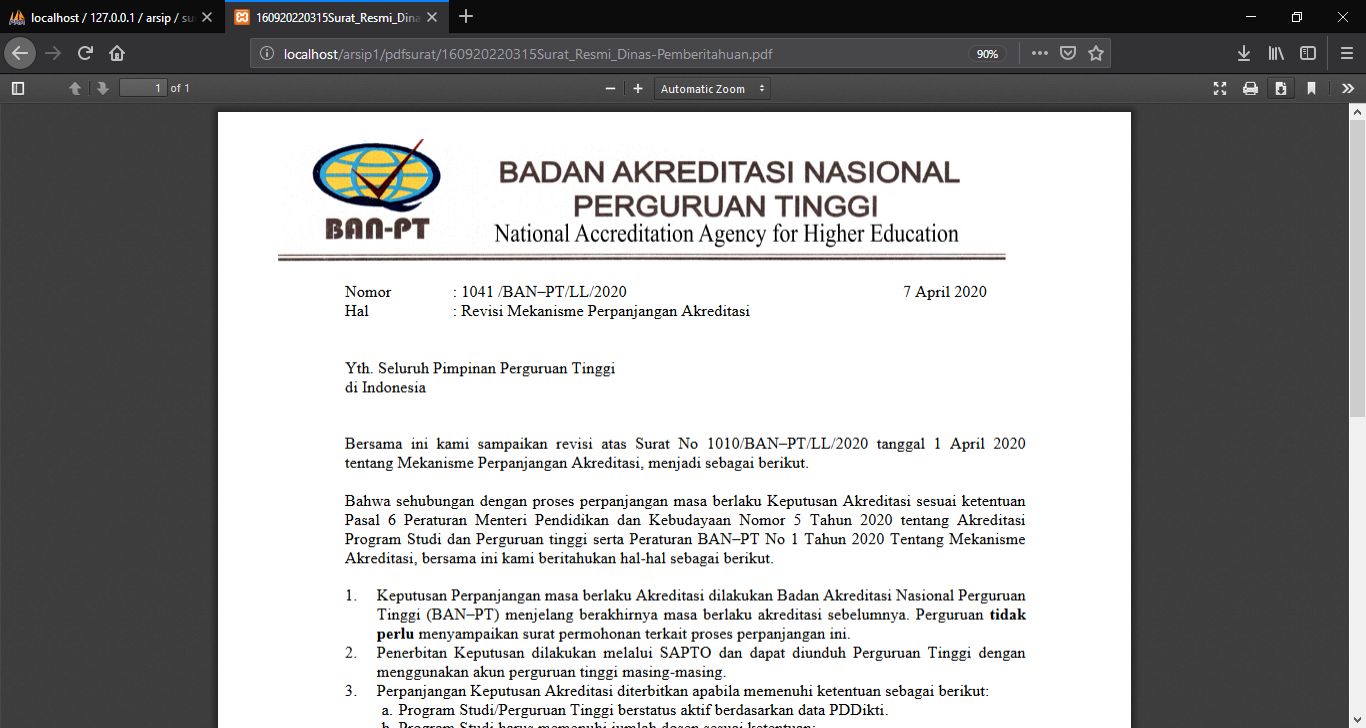 localhost / 127.0.0.1 / arsip / su
160920220315Surat_Resmi_Dina
localhost/arsip1/pdfsurat/160920220315Surat_Resmi_Dinas-Pemberitahuan.pdf
90%
1 of 1
Automatic Zoom
BAN-PT
BADAN AKREDITASI NASIONAL
PERGURUAN TINGGI
National Accreditation Agency for Higher Education
Nomor : 1041 /BAN–PT/LL/2020 7 April 2020
Hal : Revisi Mekanisme Perpanjangan Akreditasi
Yth. Seluruh Pimpinan Perguruan Tinggi
di Indonesia
Bersama ini kami sampaikan revisi atas Surat No 1010/BAN–PT/LL/2020 tanggal 1 April 2020
tentang Mekanisme Perpanjangan Akreditasi, menjadi sebagai berikut.
Bahwa sehubungan dengan proses perpanjangan masa berlaku Keputusan Akreditasi sesuai ketentuan
Pasal 6 Peraturan Menteri Pendidikan dan Kebudayaan Nomor 5 Tahun 2020 tentang Akreditasi
Program Studi dan Perguruan tinggi serta Peraturan BAN–PT No 1 Tahun 2020 Tentang Mekanisme
Akreditasi, bersama ini kami beritahukan hal-hal sebagai berikut.
1. Keputusan Perpanjangan masa berlaku Akreditasi dilakukan Badan Akreditasi Nasional Perguruan
Tinggi (BAN–PT) menjelang berakhirnya masa berlaku akreditasi sebelumnya. Perguruan tidak
perlu menyampaikan surat permohonan terkait proses perpanjangan ini.
2. Penerbitan Keputusan dilakukan melalui SAPTO dan dapat diunduh Perguruan Tinggi dengan
menggunakan akun perguruan tinggi masing-masing.
3. Perpanjangan Keputusan Akreditasi diterbitkan apabila memenuhi ketentuan sebagai berikut:
a. Program Studi/Perguruan Tinggi berstatus aktif berdasarkan data PDDikti.
b. Program Studi harus memenuhi jumlah dosen sesuai ketentuan: